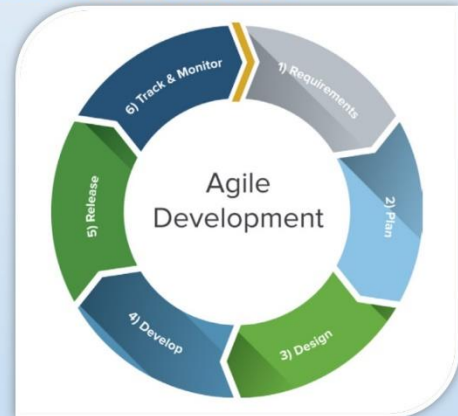 Agile
Development
1) Requirements
2) Plan
3) Design
4) Develop
5) Release
6) Track & Monitor